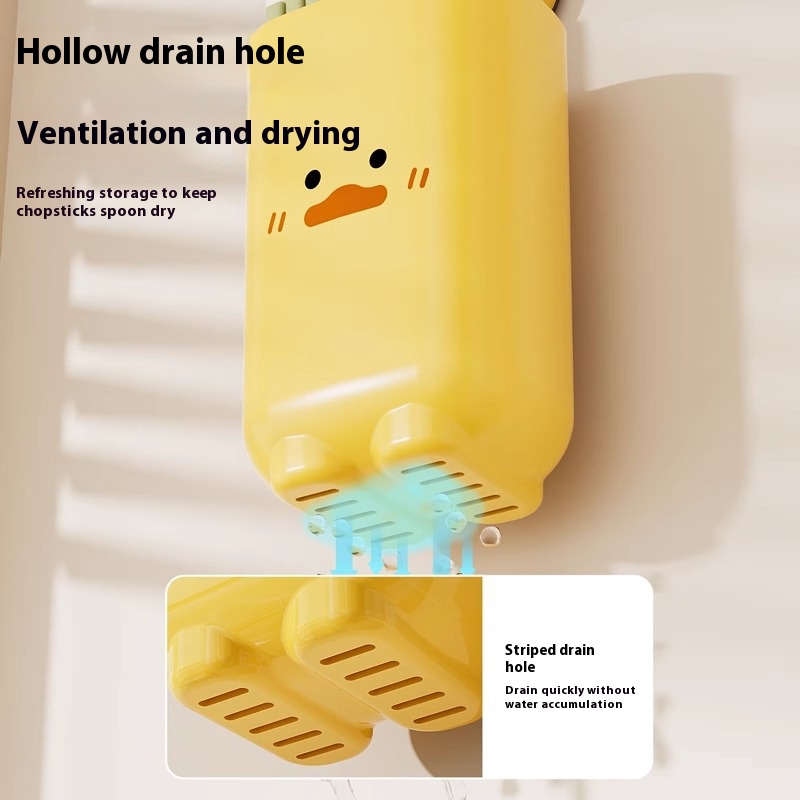 Hollow drain hole
Ventilation and drying
Refreshing storage to keep
chopsticks spoon dry
Striped drain
hole
Drain quickly without
water accumulation